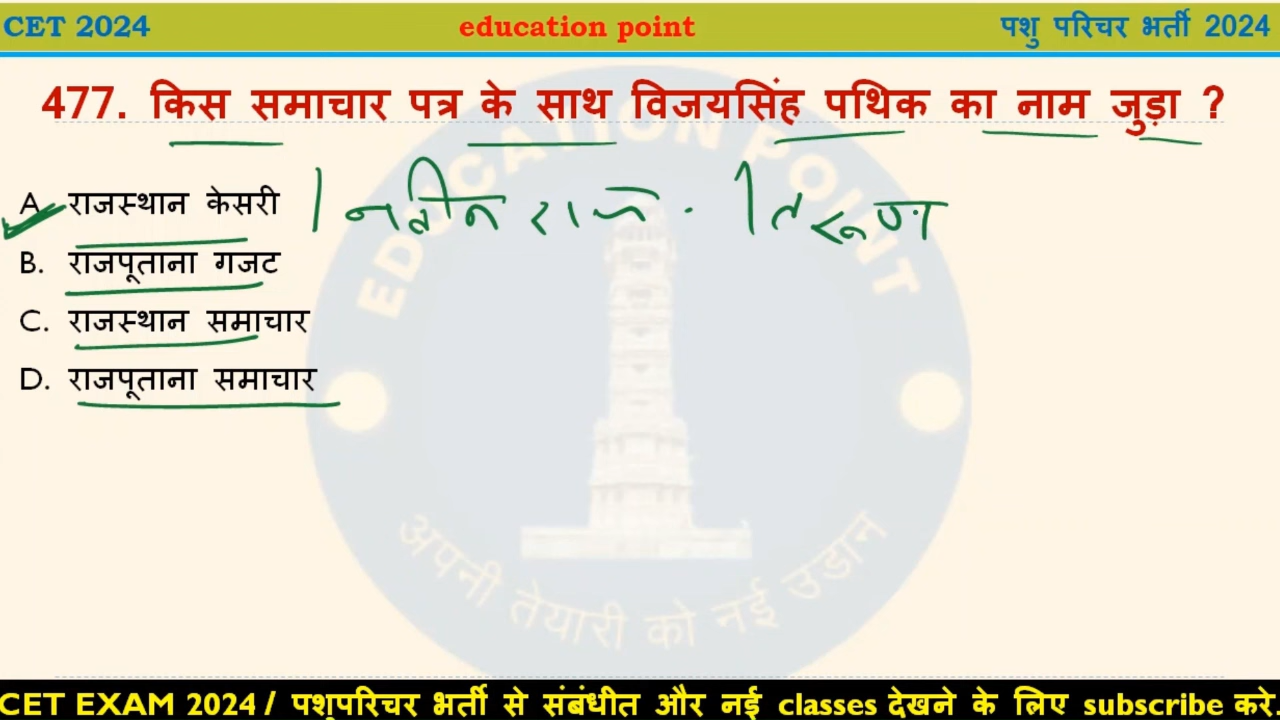 CET 2024 education point पशु परिचर भर्ती 2024
477. किस समाचार पत्र के साथ विजयसिंह पथिक का नाम जुड़ा ?
A. राजस्थान केसरी | नवीन राज. | तरूण
B. राजपूताना गजट
C. राजस्थान समाचार
D. राजपूताना समाचार
EDUCATION POINT
अपनी तैयारी को नई उडान
CET EXAM 2024 / पशुपरिचर भर्ती से संबंधीत और नई classes देखने के लिए subscribe करे.